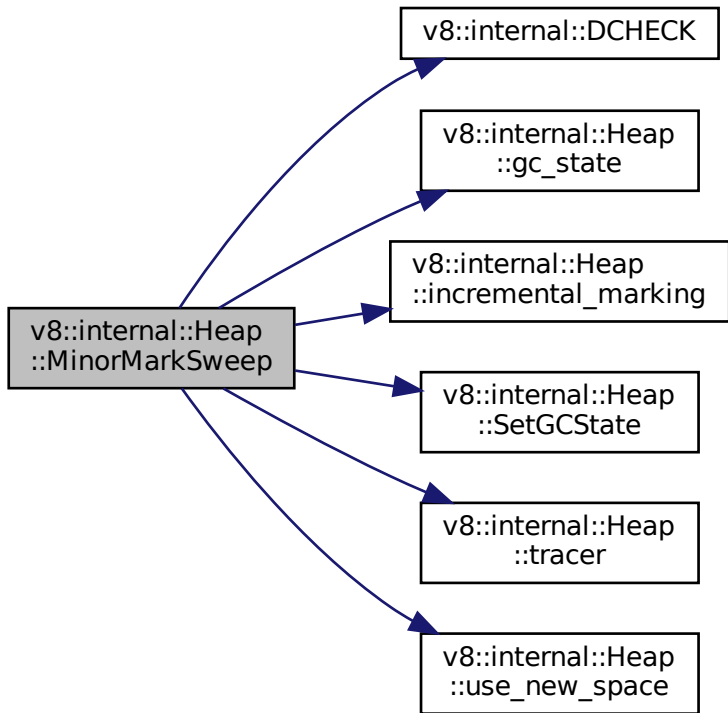 v8::internal::DCHECK
v8::internal::Heap
::gc_state
v8::internal::Heap
::incremental_marking
v8::internal::Heap
::MinorMarkSweep
v8::internal::Heap
::SetGCState
v8::internal::Heap
::tracer
v8::internal::Heap
::use_new_space